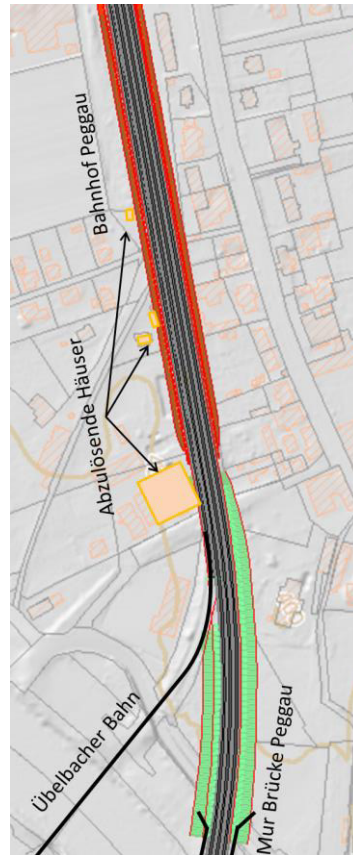 Bahnhof Peggau
Abzulösende Häuser
Übelbacher Bahn
Mur Brücke Peggau